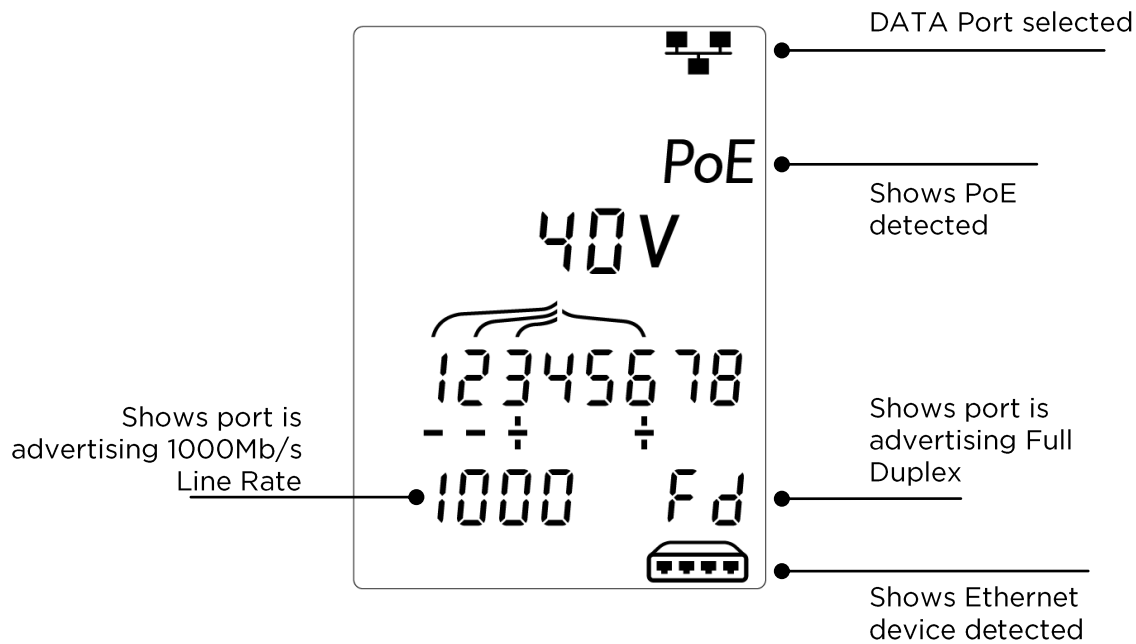 DATA Port selected
PoE
Shows PoE
detected
40V
12345678
- - ÷ ÷
Shows port is
advertising 1000Mb/s
Line Rate
1000 Fd
Shows port is
advertising Full
Duplex
Shows Ethernet
device detected